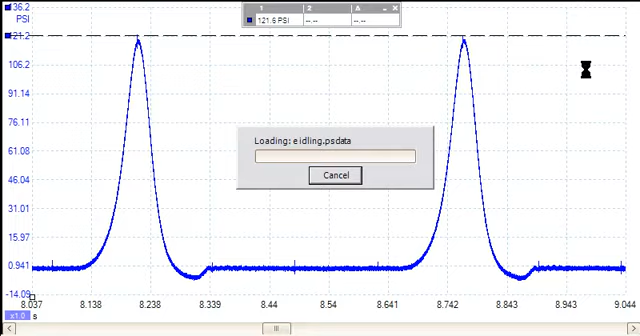 136.2
PSI
121.2
106.2
91.14
76.11
61.08
46.04
31.01
15.97
0.941
-14.09
1 2 Δ
121.6 PSI --.-- --.--
Loading: eidling.psdata
Cancel
8.037 8.138 8.238 8.339 8.44 8.54 8.641 8.742 8.843 8.943 9.044
x1.0 s